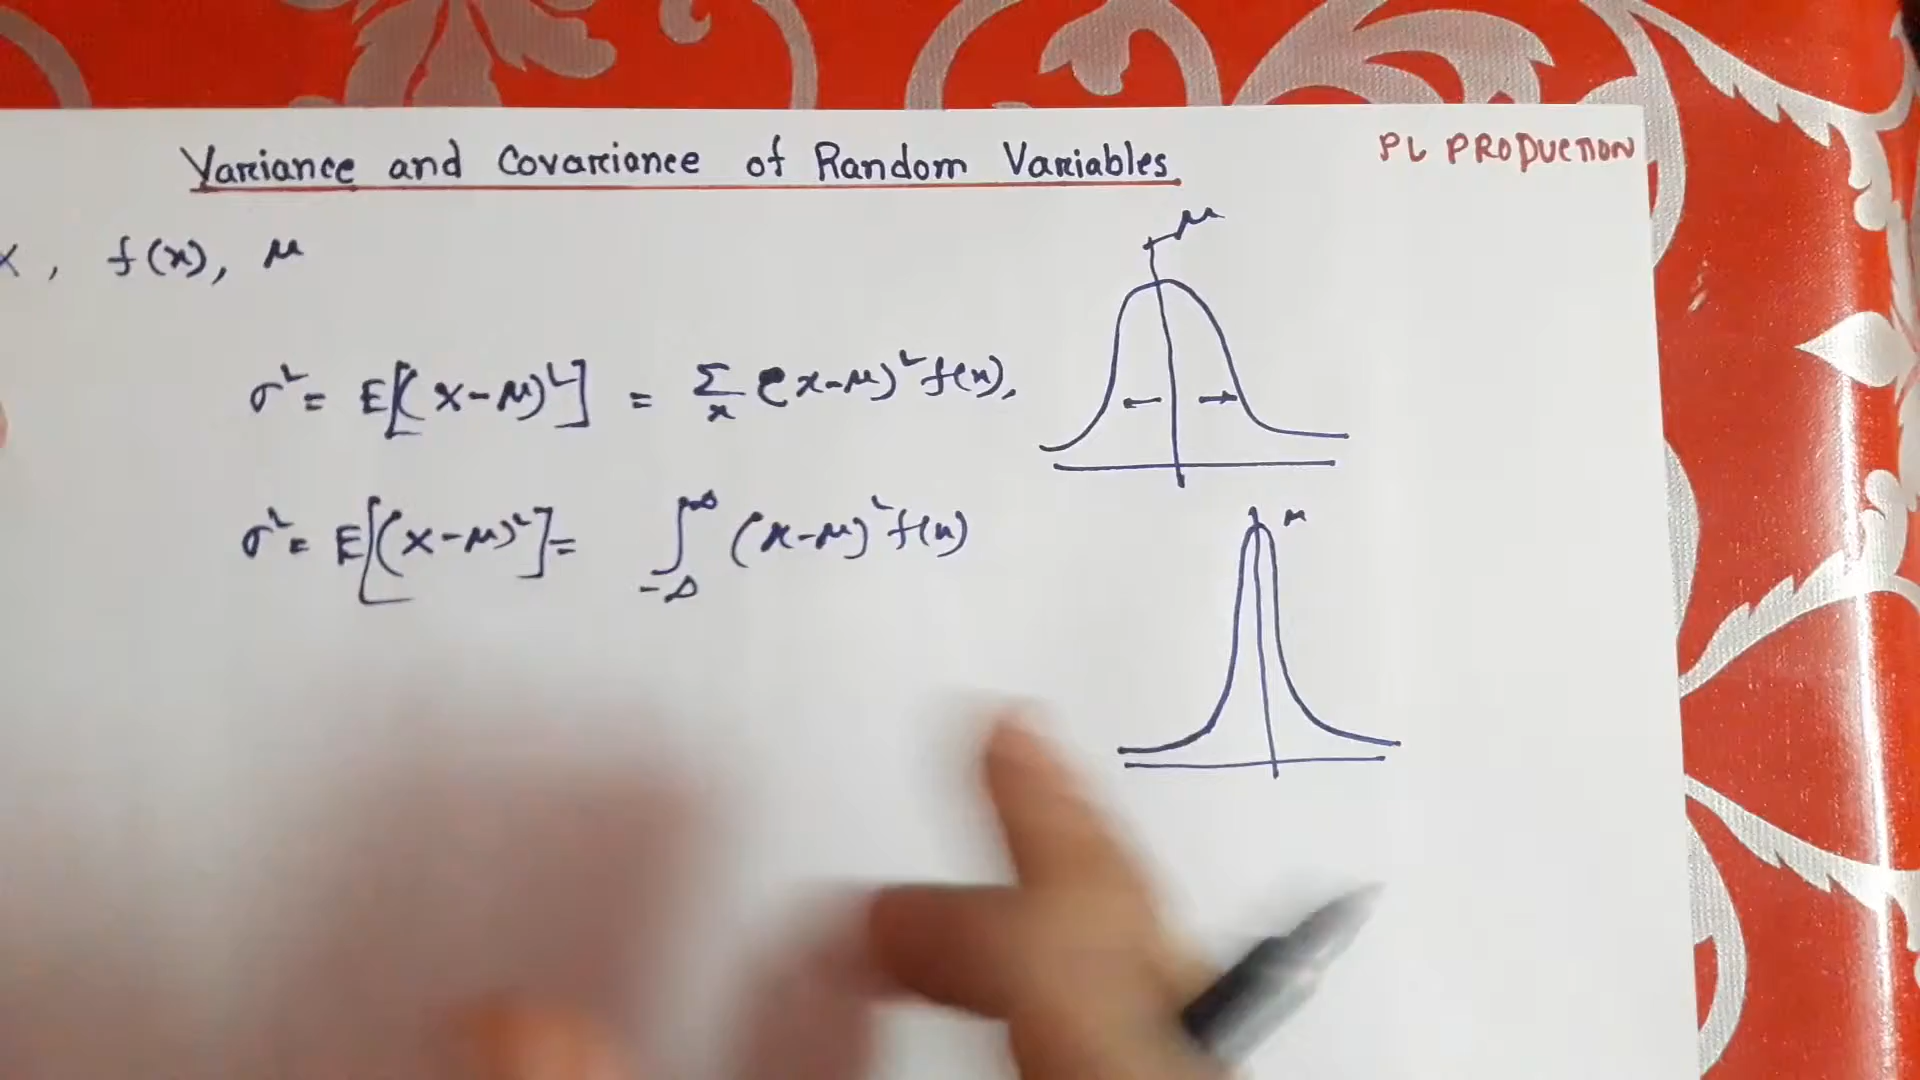 Variance and Covariance of Random Variables
PL PRODUCTION
x, f(x), μ
σ² = E[(x-μ)²] = Σ (x-μ)² f(x),
x
σ² = E[(x-μ)²] = ∫ (x-μ)² f(x)
∞
-∞
μ
μ